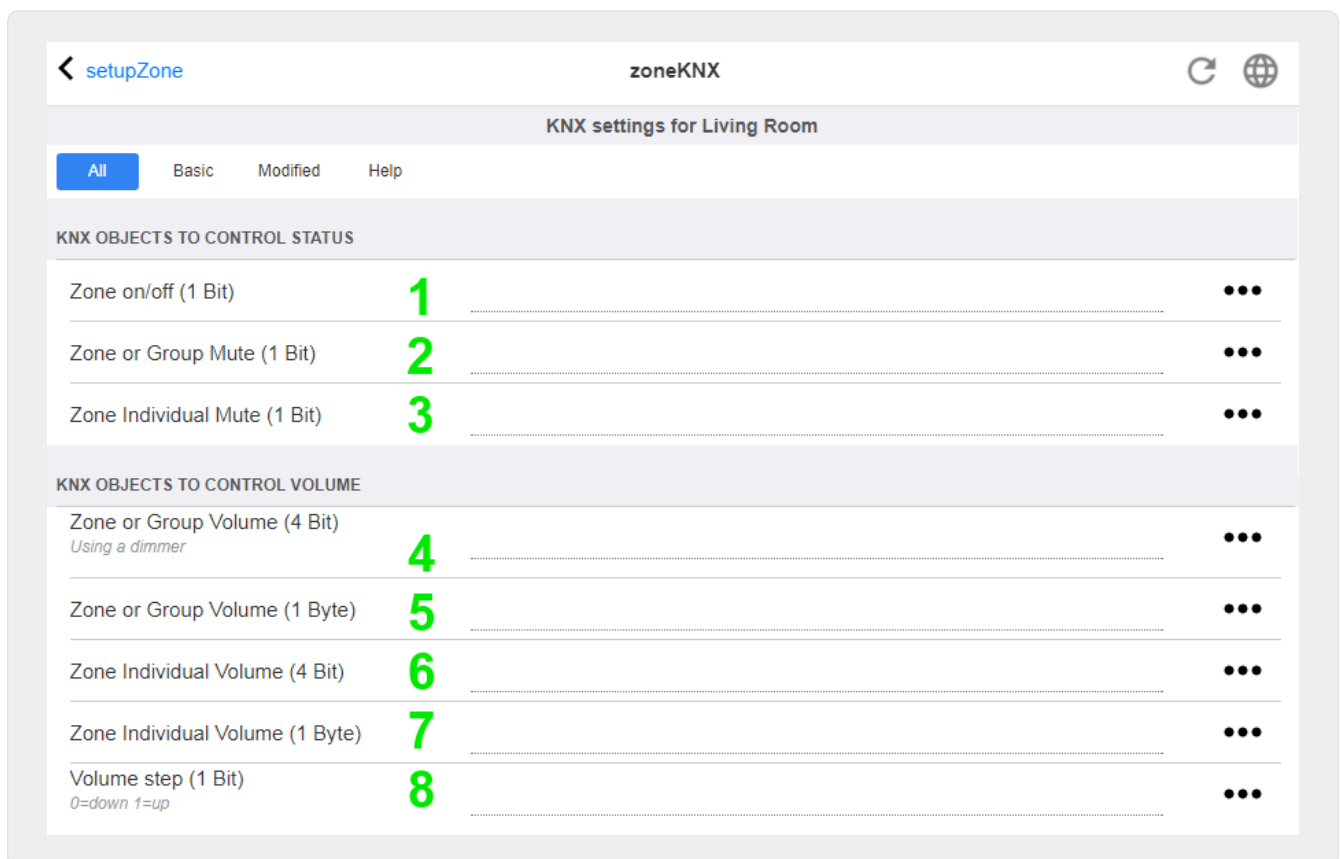 setupZone
zoneKNX
KNX settings for Living Room
All Basic Modified Help
KNX OBJECTS TO CONTROL STATUS
Zone on/off (1 Bit) 1
Zone or Group Mute (1 Bit) 2
Zone Individual Mute (1 Bit) 3
KNX OBJECTS TO CONTROL VOLUME
Zone or Group Volume (4 Bit)
Using a dimmer 4
Zone or Group Volume (1 Byte) 5
Zone Individual Volume (4 Bit) 6
Zone Individual Volume (1 Byte) 7
Volume step (1 Bit) 8
0=down 1=up